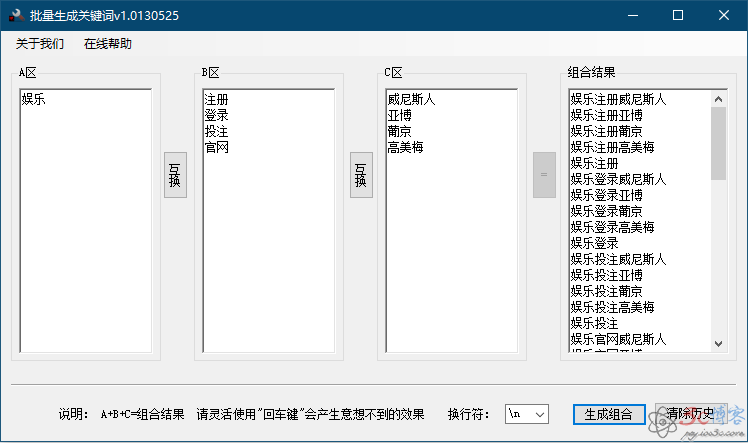 批量生成关键词v1.0130525
关于我们 在线帮助
A区
娱乐
互换
B区
注册
登录
投注
官网
互换
C区
威尼斯人
亚博
葡京
高美梅
=
组合结果
娱乐注册威尼斯人
娱乐注册亚博
娱乐注册葡京
娱乐注册高美梅
娱乐注册
娱乐登录威尼斯人
娱乐登录亚博
娱乐登录葡京
娱乐登录高美梅
娱乐登录
娱乐投注威尼斯人
娱乐投注亚博
娱乐投注葡京
娱乐投注高美梅
娱乐投注
娱乐官网威尼斯人
娱乐官网亚博
说明： A+B+C=组合结果 请灵活使用"回车键"会产生意想不到的效果 换行符： \n 生成组合 清除历史
博客